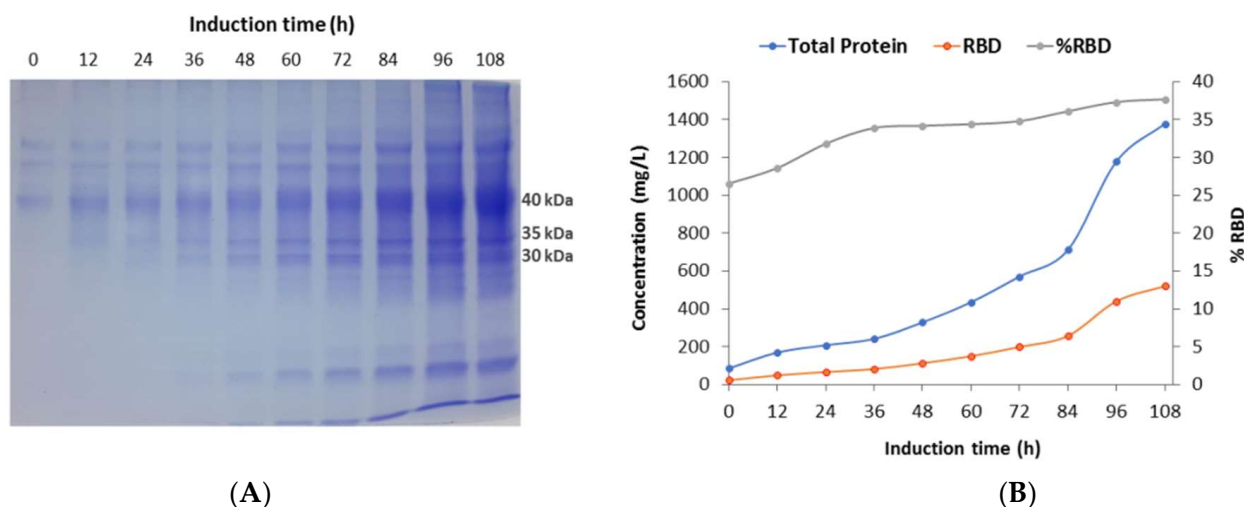 Induction time (h)
0 12 24 36 48 60 72 84 96 108
40 kDa
35 kDa
30 kDa
(A)
Total Protein RBD %RBD
Concentration (mg/L)
1600
1400
1200
1000
800
600
400
200
0
40
35
30
25
20
15
10
5
0
% RBD
0 12 24 36 48 60 72 84 96 108
Induction time (h)
(B)